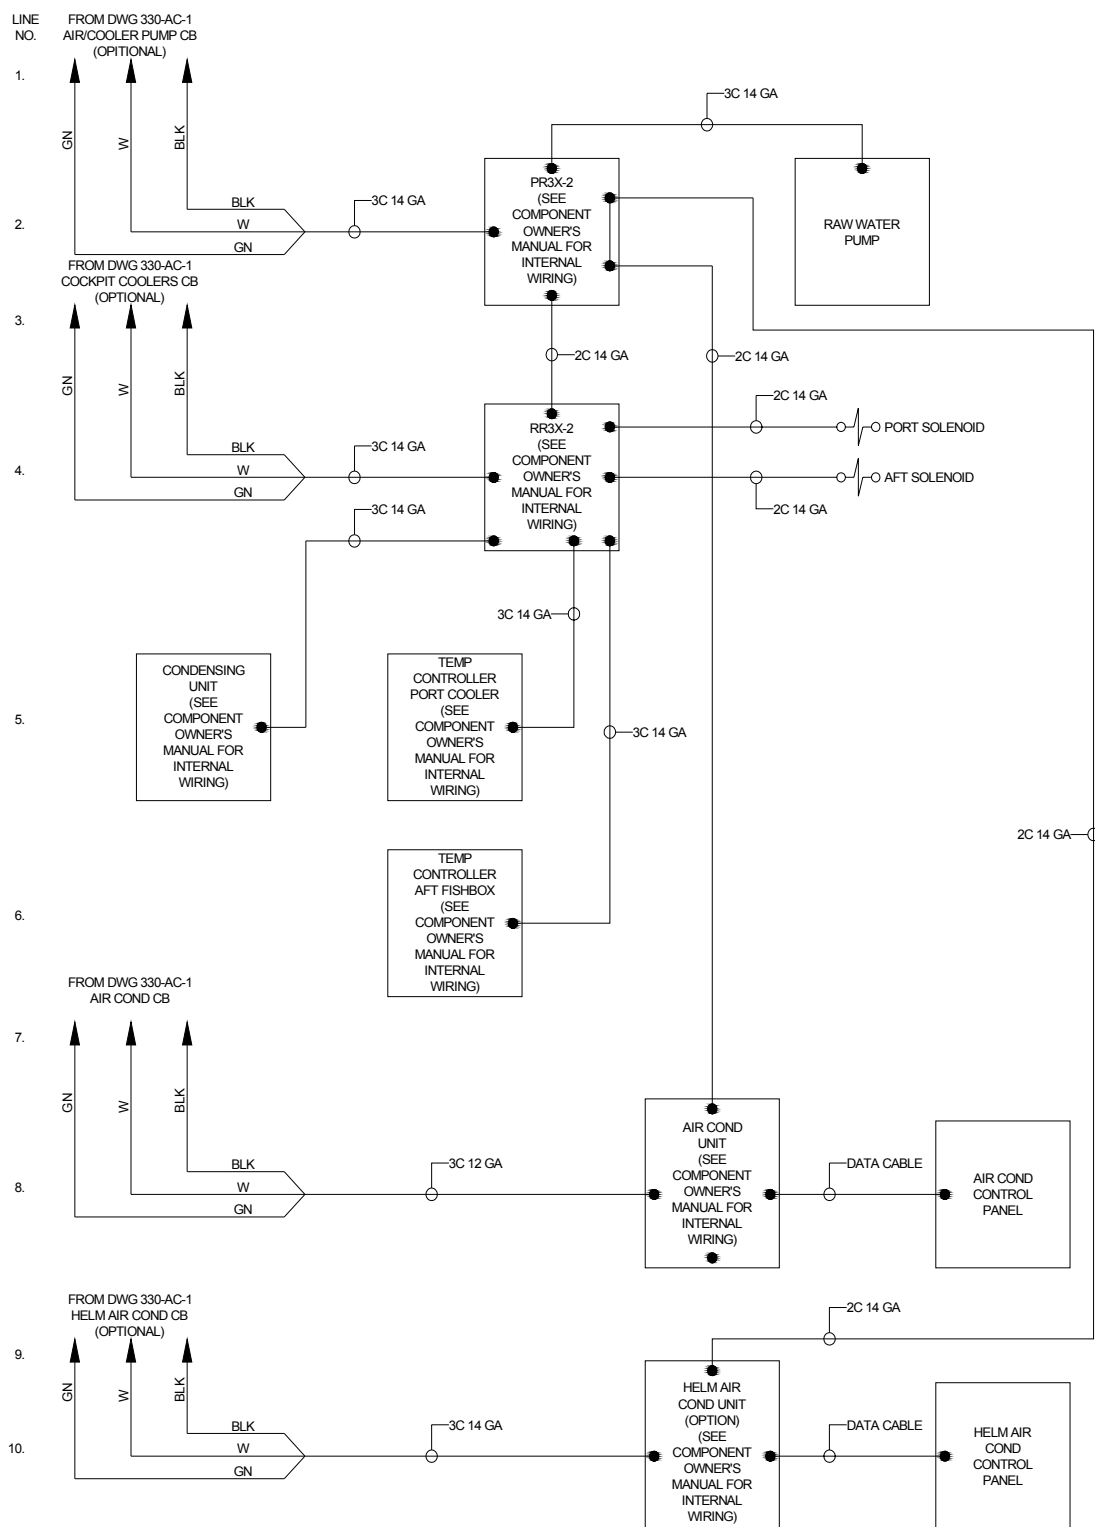 LINE
NO.
FROM DWG 330-AC-1
AIR/COOLER PUMP CB
(OPITIONAL)
1.
GN
W
BLK
3C 14 GA
BLK
W
GN
3C 14 GA
2.
PR3X-2
(SEE
COMPONENT
OWNER'S
MANUAL FOR
INTERNAL
WIRING)
RAW WATER
PUMP
FROM DWG 330-AC-1
COCKPIT COOLERS CB
(OPTIONAL)
3.
GN
W
BLK
2C 14 GA
2C 14 GA
BLK
W
GN
3C 14 GA
4.
RR3X-2
(SEE
COMPONENT
OWNER'S
MANUAL FOR
INTERNAL
WIRING)
2C 14 GA
PORT SOLENOID
AFT SOLENOID
2C 14 GA
3C 14 GA
3C 14 GA
CONDENSING
UNIT
(SEE
COMPONENT
OWNER'S
MANUAL FOR
INTERNAL
WIRING)
TEMP
CONTROLLER
PORT COOLER
(SEE
COMPONENT
OWNER'S
MANUAL FOR
INTERNAL
WIRING)
5.
3C 14 GA
2C 14 GA
TEMP
CONTROLLER
AFT FISHBOX
(SEE
COMPONENT
OWNER'S
MANUAL FOR
INTERNAL
WIRING)
6.
FROM DWG 330-AC-1
AIR COND CB
7.
GN
W
BLK
BLK
W
GN
3C 12 GA
8.
AIR COND
UNIT
(SEE
COMPONENT
OWNER'S
MANUAL FOR
INTERNAL
WIRING)
DATA CABLE
AIR COND
CONTROL
PANEL
FROM DWG 330-AC-1
HELM AIR COND CB
(OPTIONAL)
2C 14 GA
9.
GN
W
BLK
BLK
W
GN
3C 14 GA
10.
HELM AIR
COND UNIT
(OPTION)
(SEE
COMPONENT
OWNER'S
MANUAL FOR
INTERNAL
WIRING)
DATA CABLE
HELM AIR
COND
CONTROL
PANEL